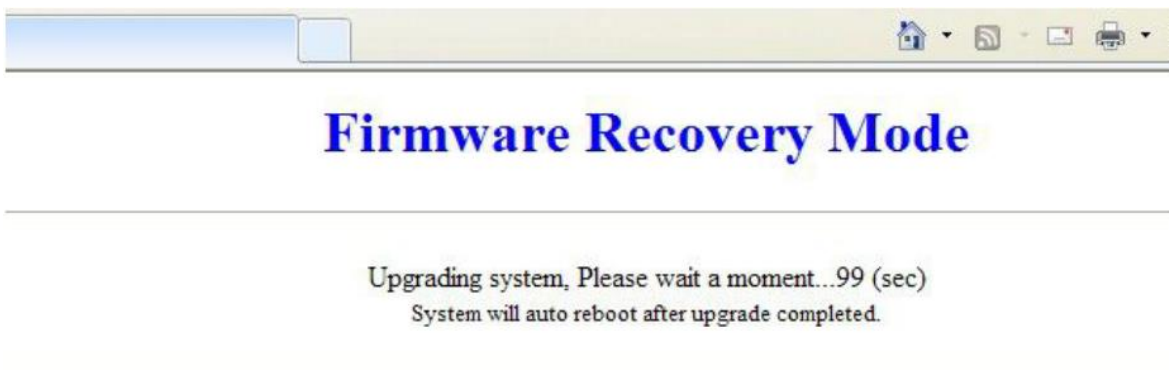 Firmware Recovery Mode
Upgrading system, Please wait a moment...99 (sec)
System will auto reboot after upgrade completed.